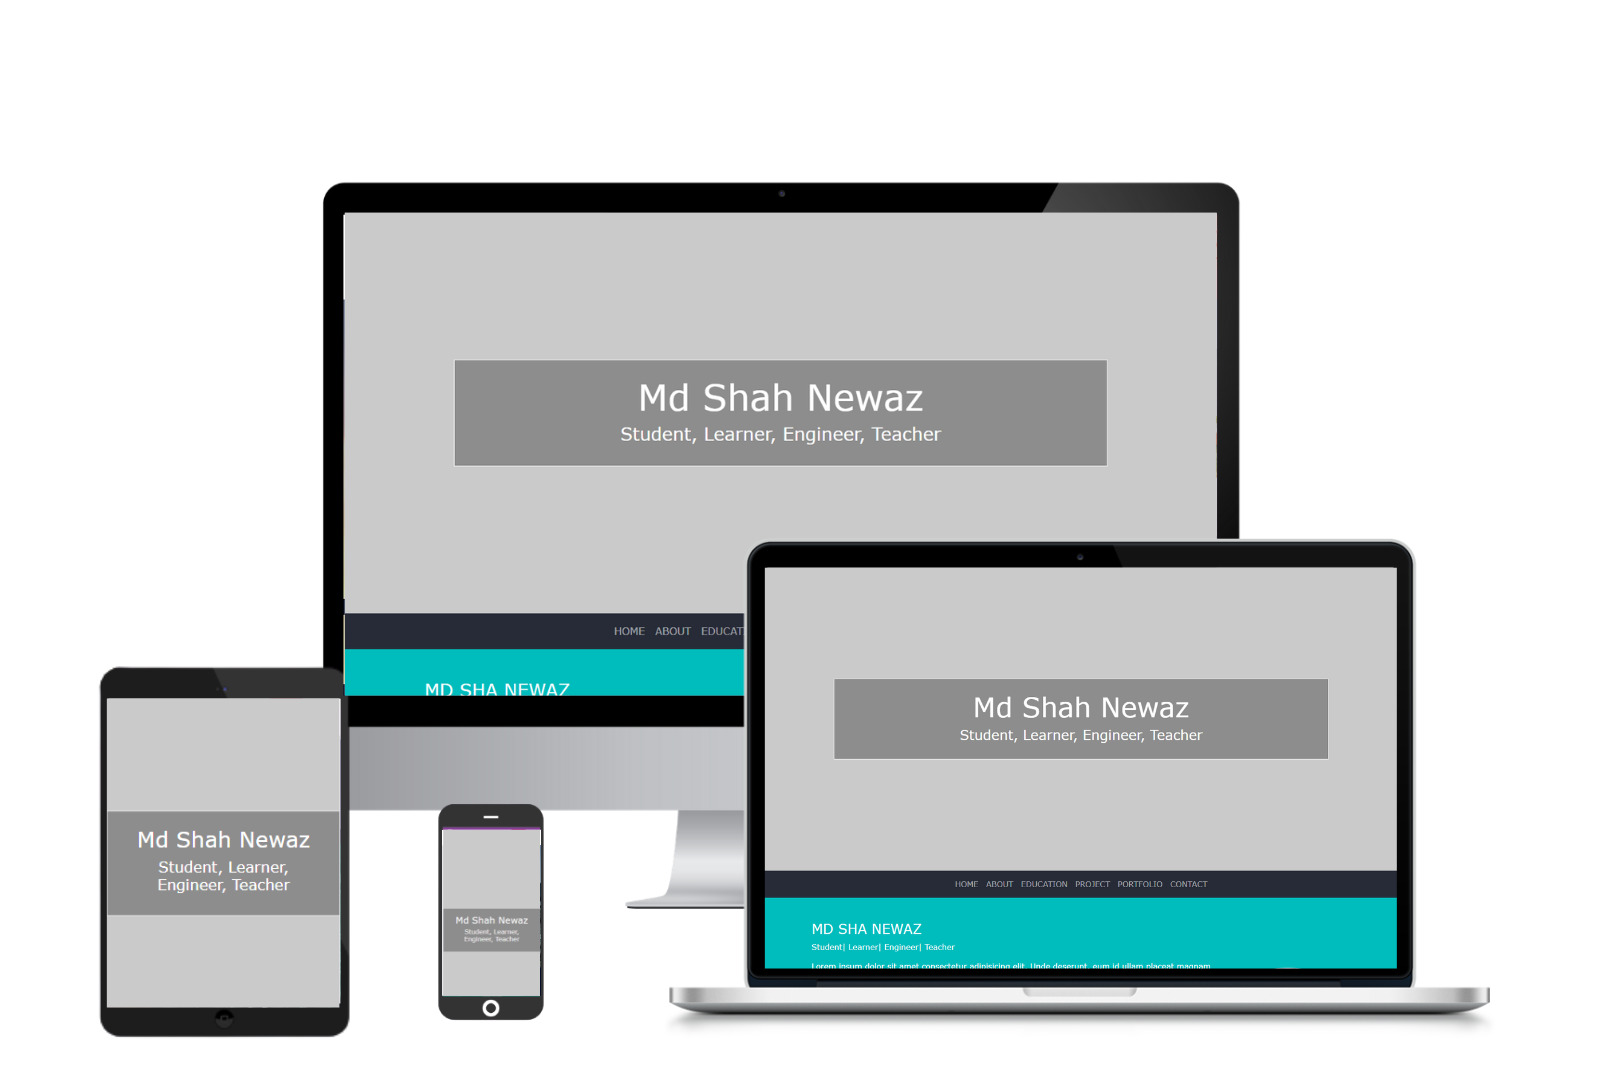 Md Shah Newaz
Student, Learner, Engineer, Teacher
HOME ABOUT
MD SHA NEWAZ
Md Shah Newaz
Student, Learner, Engineer, Teacher
HOME ABOUT EDUCATION PROJECT PORTFOLIO CONTACT
MD SHA NEWAZ
Student| Learner| Engineer| Teacher
Lorem ipsum dolor sit amet consectetur adipisicing elit. Unde deserunt, eum id ullam placeat magnam
Md Shah Newaz
Student, Learner,
Engineer, Teacher
Md Shah Newaz
Student, Learner,
Engineer, Teacher